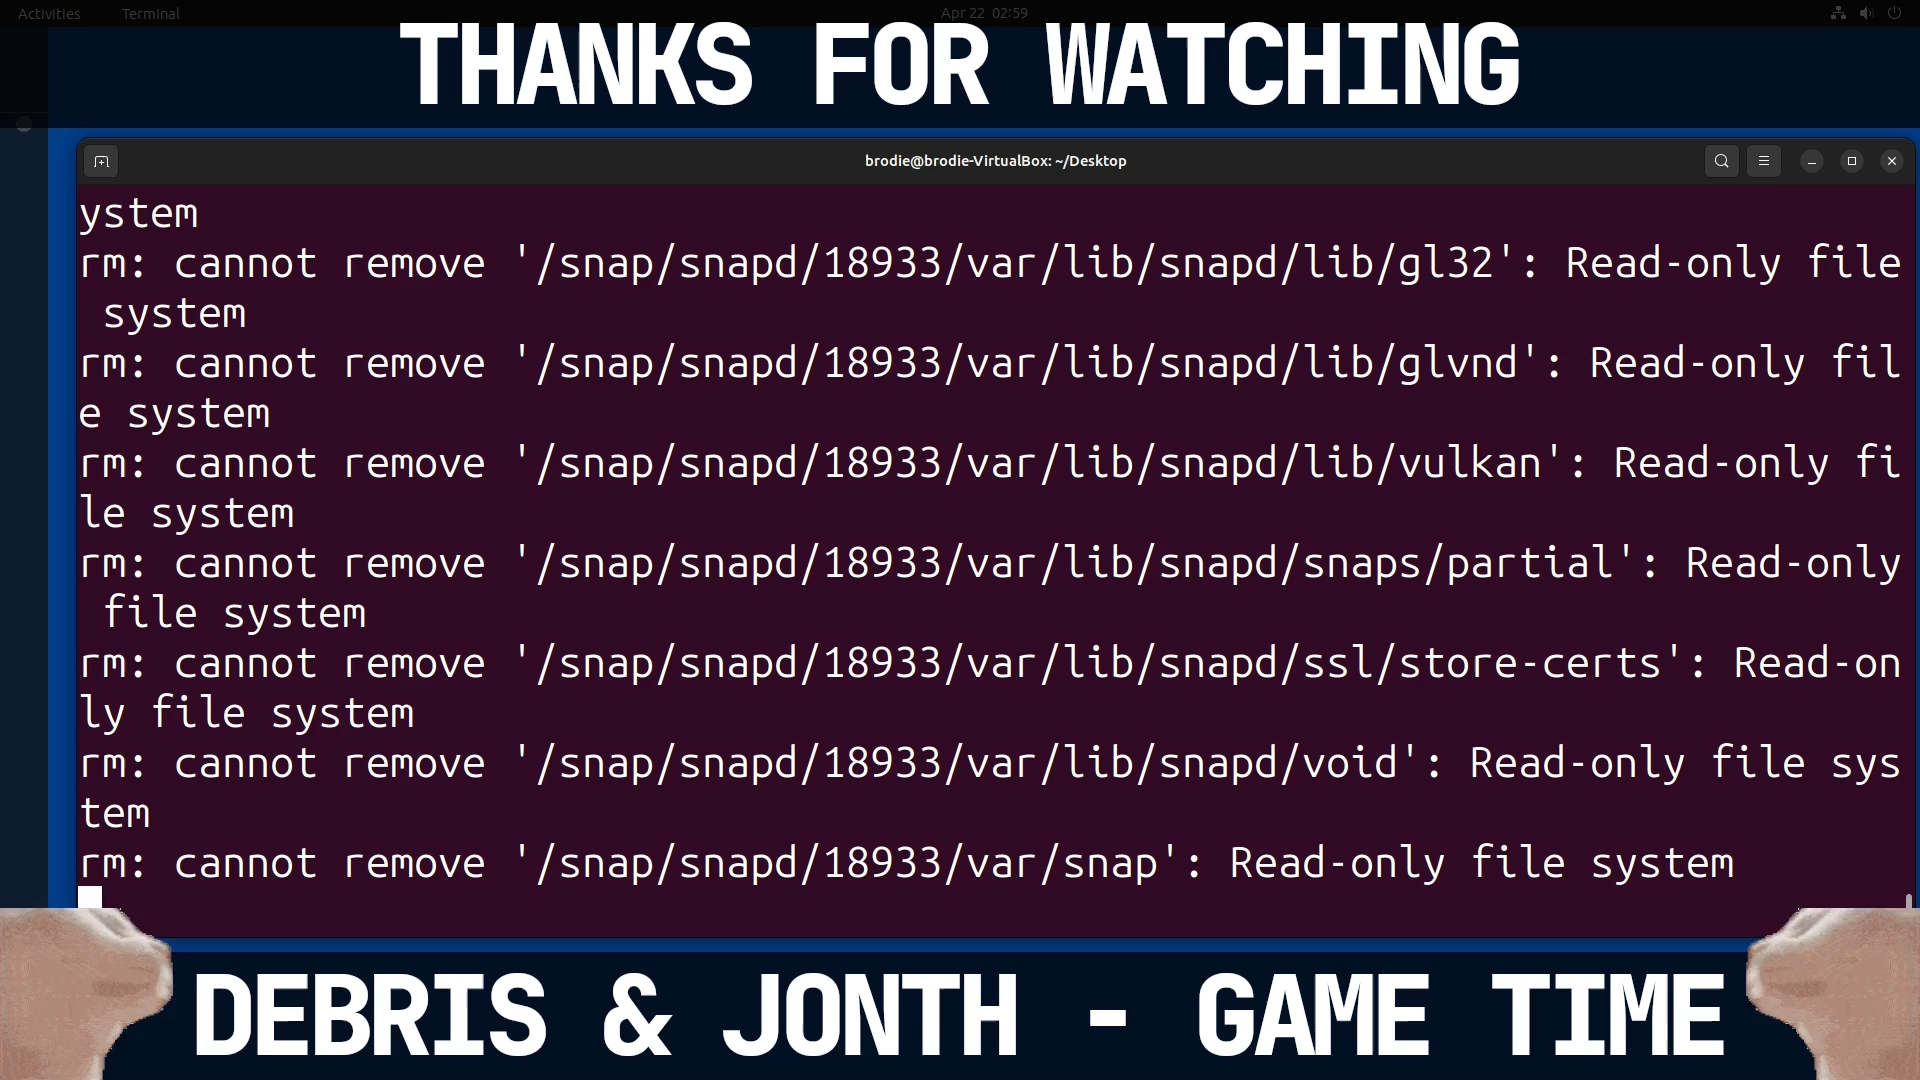 Activities Terminal Apr 22 02:59
THANKS FOR WATCHING
brodie@brodie-VirtualBox: ~/Desktop
ystem
rm: cannot remove '/snap/snapd/18933/var/lib/snapd/lib/gl32': Read-only file
 system
rm: cannot remove '/snap/snapd/18933/var/lib/snapd/lib/glvnd': Read-only fil
e system
rm: cannot remove '/snap/snapd/18933/var/lib/snapd/lib/vulkan': Read-only fi
le system
rm: cannot remove '/snap/snapd/18933/var/lib/snapd/snaps/partial': Read-only
 file system
rm: cannot remove '/snap/snapd/18933/var/lib/snapd/ssl/store-certs': Read-on
ly file system
rm: cannot remove '/snap/snapd/18933/var/lib/snapd/void': Read-only file sys
tem
rm: cannot remove '/snap/snapd/18933/var/snap': Read-only file system
DEBRIS & JONTH - GAME TIME